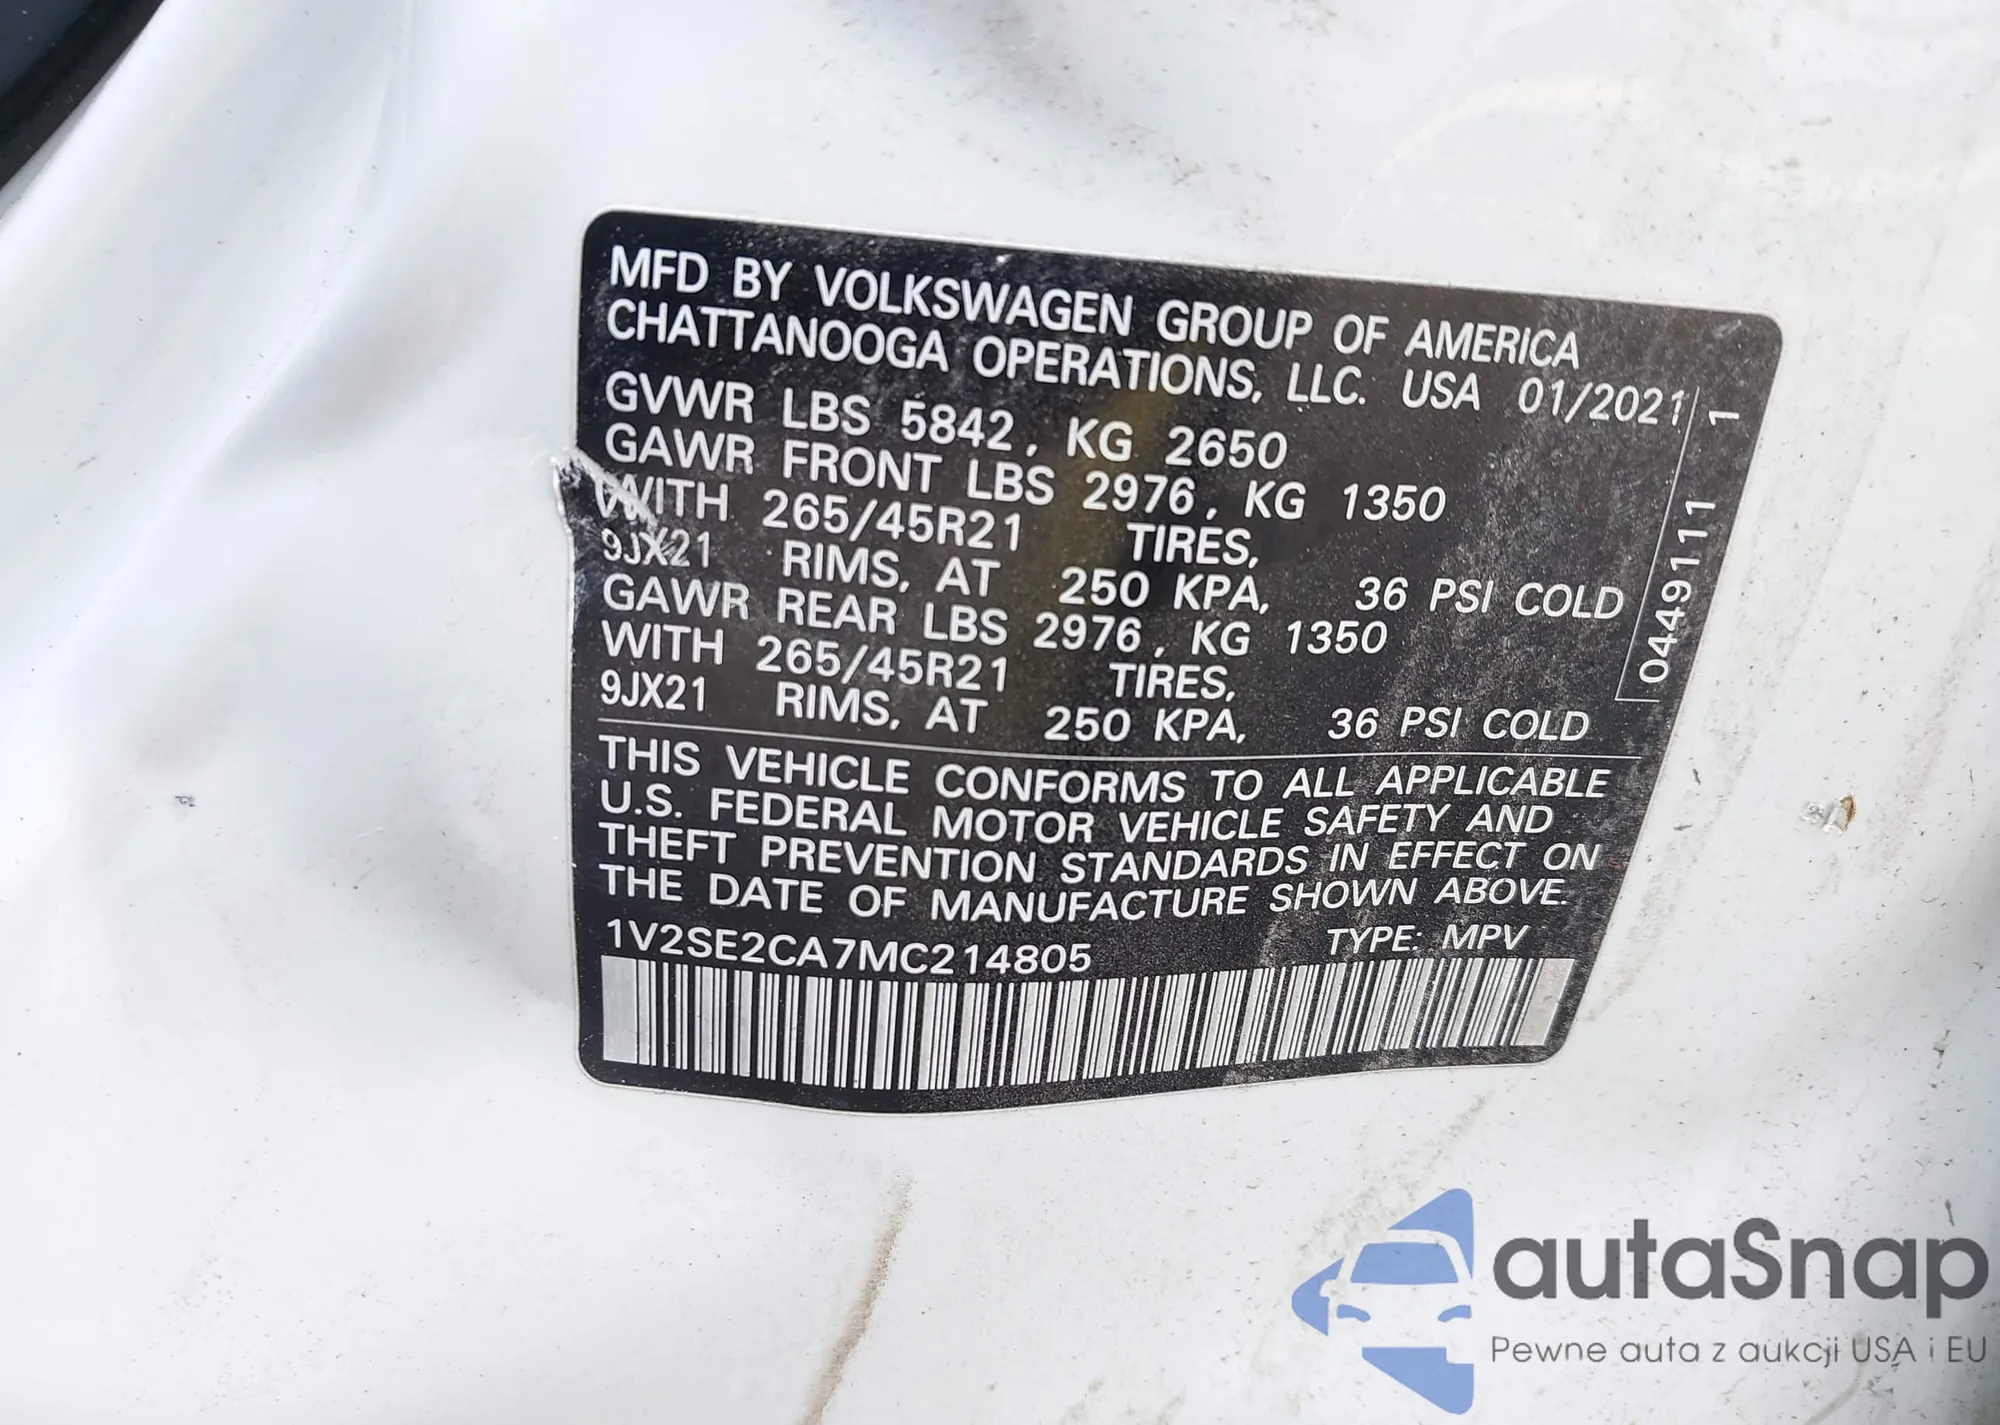 MFD BY VOLKSWAGEN GROUP OF AMERICA
CHATTANOOGA OPERATIONS, LLC. USA 01/2021
GVWR LBS 5842, KG 2650
GAWR FRONT LBS 2976, KG 1350
WITH 265/45R21 TIRES,
9JX21 RIMS, AT 250 KPA, 36 PSI COLD
GAWR REAR LBS 2976, KG 1350
WITH 265/45R21 TIRES,
9JX21 RIMS, AT 250 KPA, 36 PSI COLD
THIS VEHICLE CONFORMS TO ALL APPLICABLE
U.S. FEDERAL MOTOR VEHICLE SAFETY AND
THEFT PREVENTION STANDARDS IN EFFECT ON
THE DATE OF MANUFACTURE SHOWN ABOVE.
1V2SE2CA7MC214805 TYPE: MPV
0449111 1 1
autaSnap
Pewne auta z aukcji USA i EU